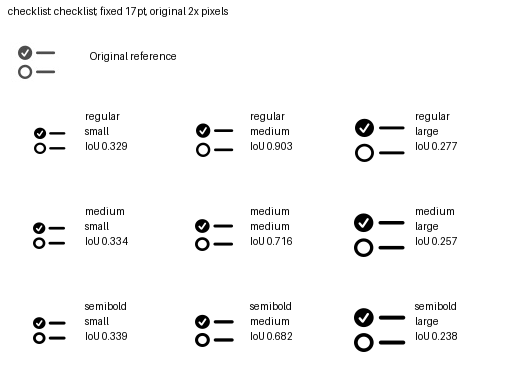 checklist checklist, fixed 17pt, original 2x pixels
Original reference
regular
small
IoU 0.329
regular
medium
IoU 0.903
regular
large
IoU 0.277
medium
small
IoU 0.334
medium
medium
IoU 0.716
medium
large
IoU 0.257
semibold
small
IoU 0.339
semibold
medium
IoU 0.682
semibold
large
IoU 0.238